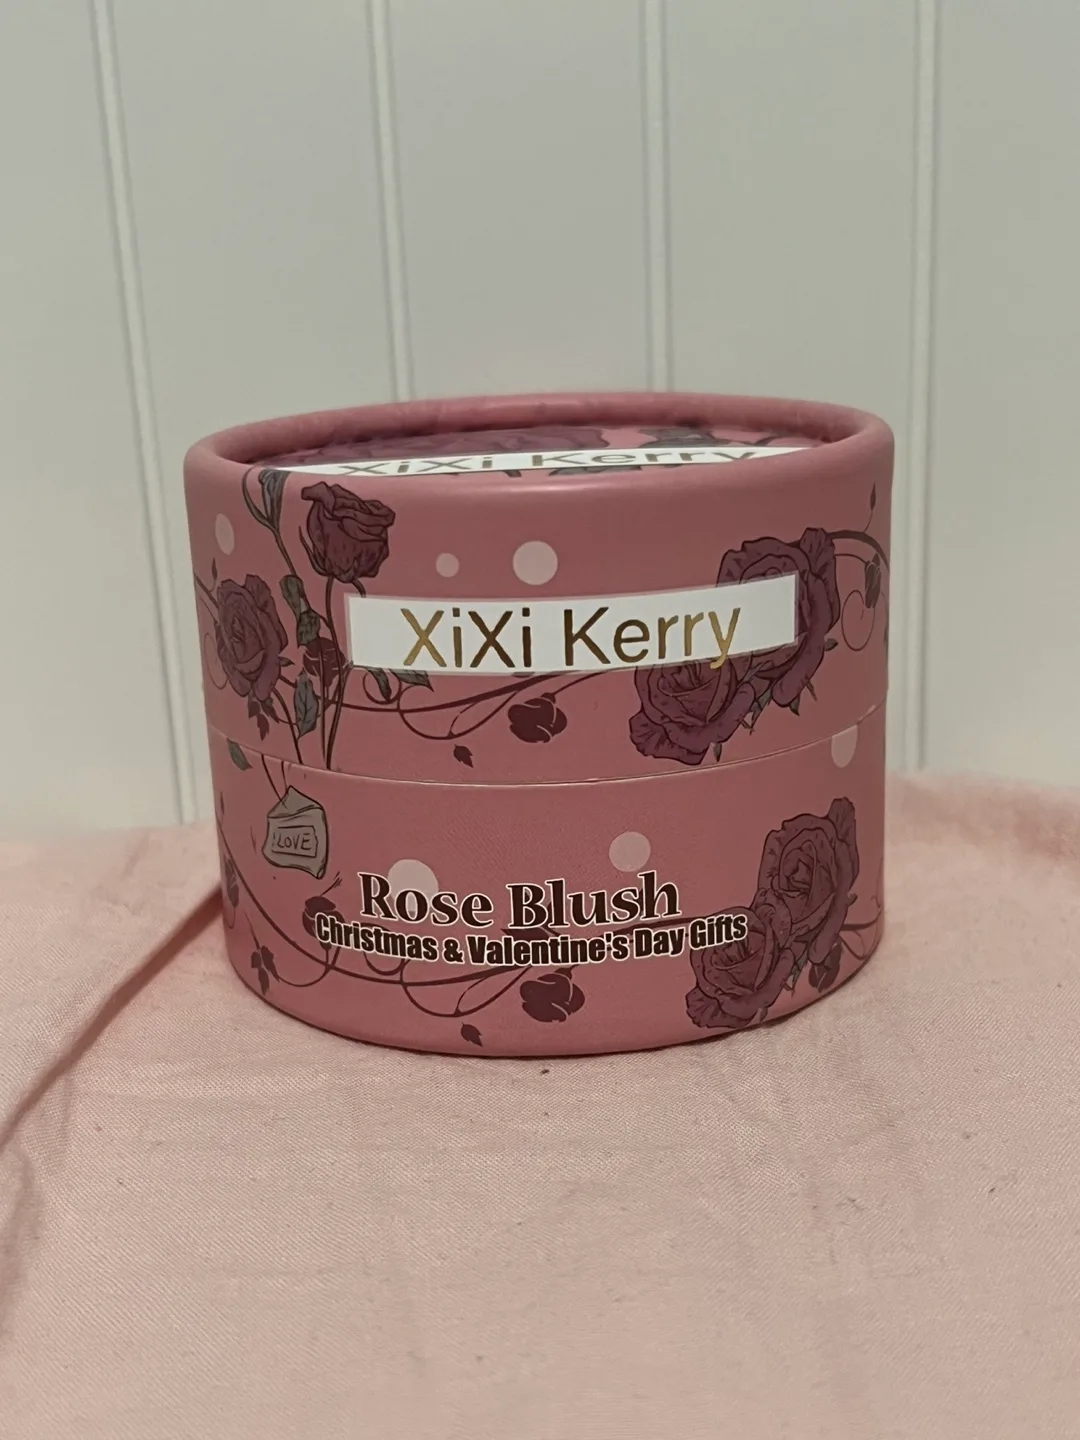 XiXi Kerry
XiXi Kerry
LOVE
Rose Blush
Christmas & Valentine's Day Gifts